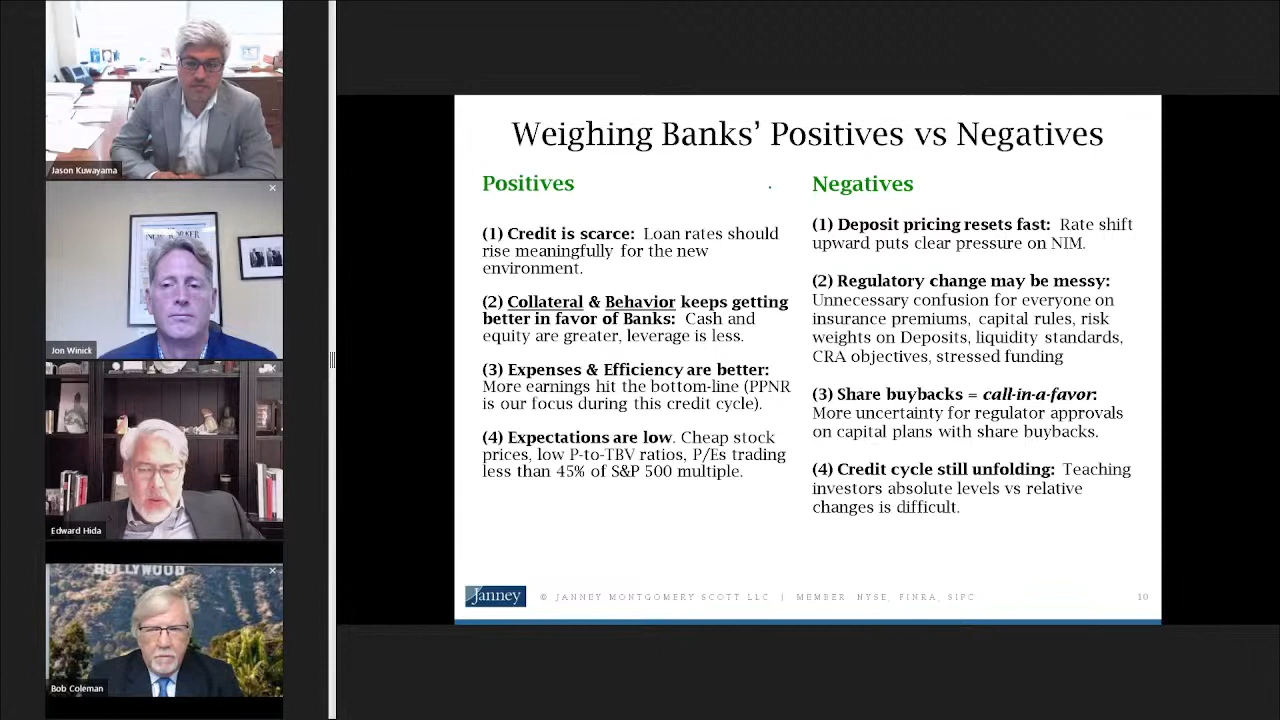 Jason Kuwayama
NEW YORKER
Jon Winick
Edward Hida
HOLLYWOOD
Bob Coleman
Weighing Banks’ Positives vs Negatives
Positives
(1) Credit is scarce: Loan rates should
rise meaningfully for the new
environment.
(2) Collateral & Behavior keeps getting
better in favor of Banks: Cash and
equity are greater, leverage is less.
(3) Expenses & Efficiency are better:
More earnings hit the bottom-line (PPNR
is our focus during this credit cycle).
(4) Expectations are low. Cheap stock
prices, low P-to-TBV ratios, P/Es trading
less than 45% of S&P 500 multiple.
Negatives
(1) Deposit pricing resets fast: Rate shift
upward puts clear pressure on NIM.
(2) Regulatory change may be messy:
Unnecessary confusion for everyone on
insurance premiums, capital rules, risk
weights on Deposits, liquidity standards,
CRA objectives, stressed funding
(3) Share buybacks = call-in-a-favor:
More uncertainty for regulator approvals
on capital plans with share buybacks.
(4) Credit cycle still unfolding: Teaching
investors absolute levels vs relative
changes is difficult.
Janney
© JANNEY MONTGOMERY SCOTT LLC | MEMBER NYSE, FINRA, SIPC
10